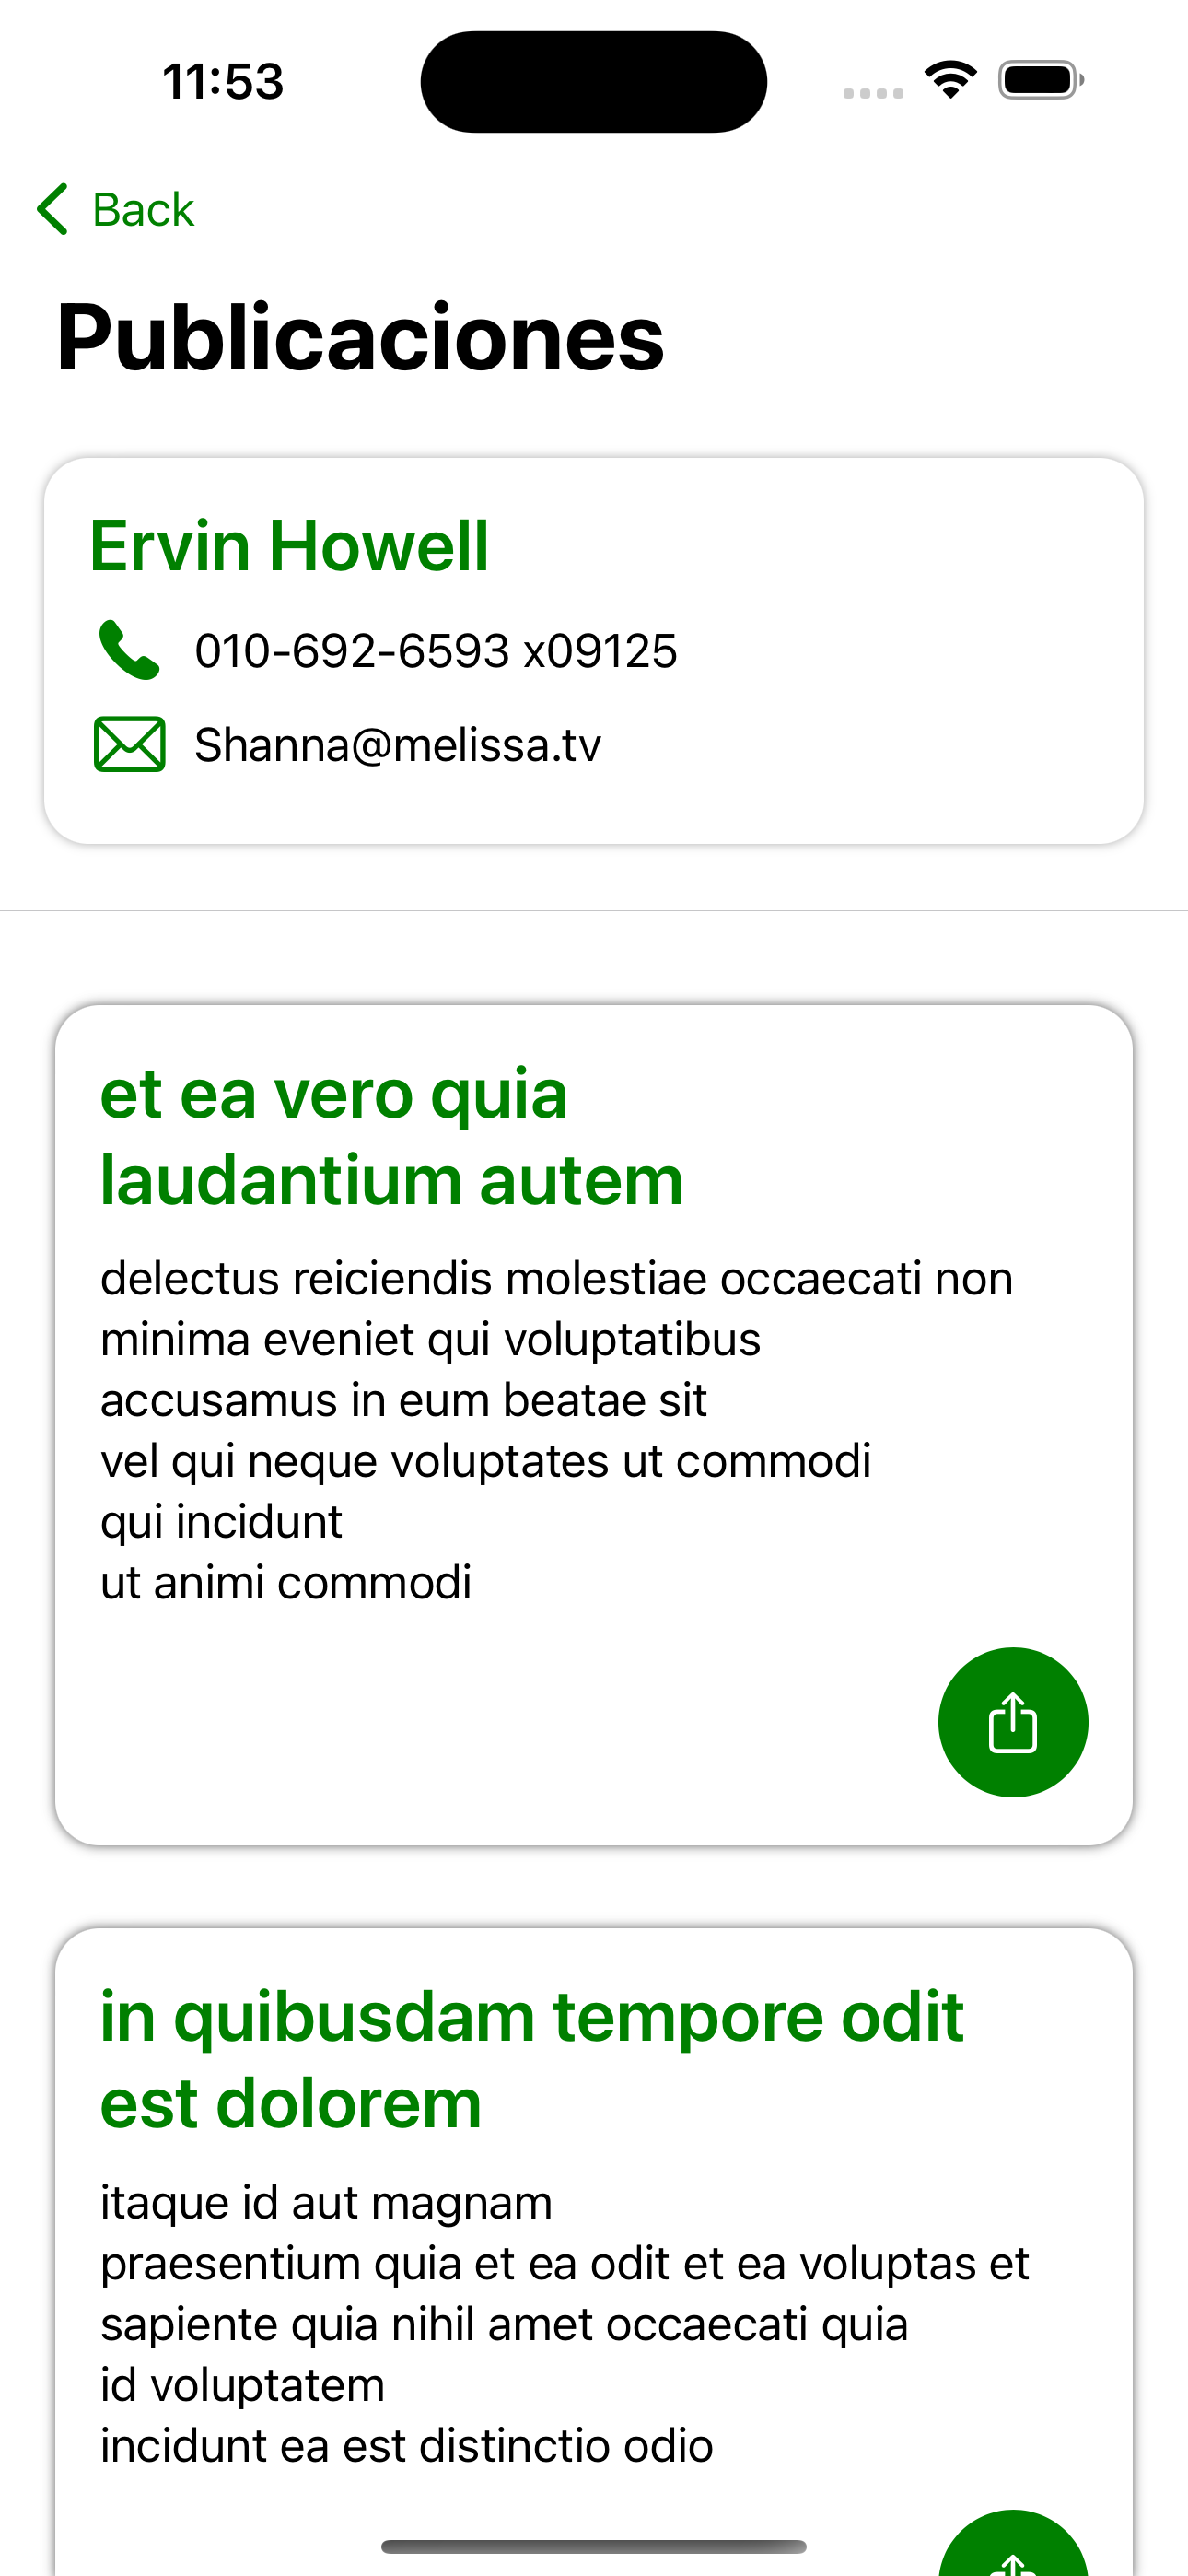 11:53
Back
Publicaciones
Ervin Howell
010-692-6593 x09125
Shanna@melissa.tv
et ea vero quia
laudantium autem
delectus reiciendis molestiae occaecati non
minima eveniet qui voluptatibus
accusamus in eum beatae sit
vel qui neque voluptates ut commodi
qui incidunt
ut animi commodi
in quibusdam tempore odit
est dolorem
itaque id aut magnam
praesentium quia et ea odit et ea voluptas et
sapiente quia nihil amet occaecati quia
id voluptatem
incidunt ea est distinctio odio